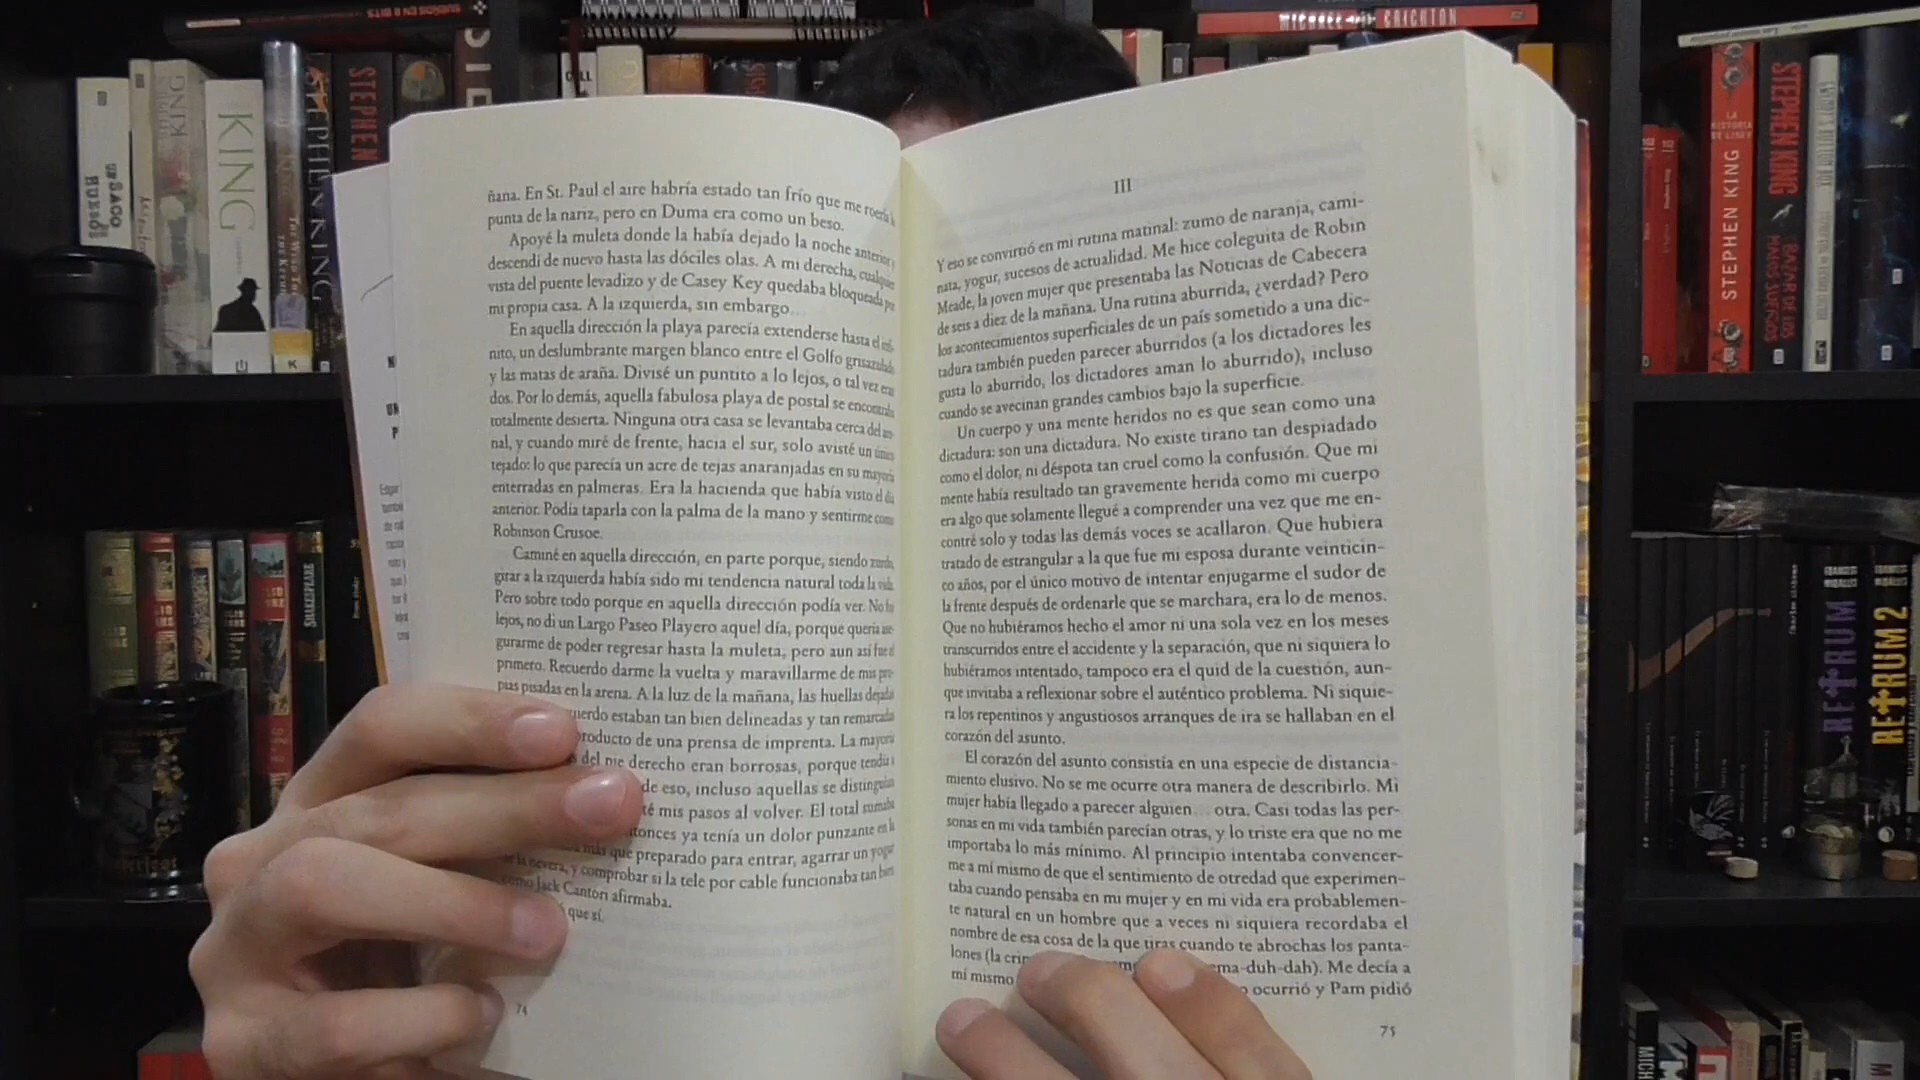 SUEÑOS 8 BITS
MICHAEL CRICHTON
STEPHEN
KING
KING
STEPHEN KING
HUESOS
LA
HISTORIA
DE LISEY
STEPHEN KING
STEPHEN KING
BAZAR DE LOS
MALOS SUEÑOS
SHAKESPEARE
RETRUM
RETRUM 2
ñana. En St. Paul el aire habría estado tan frío que me roería la
punta de la nariz, pero en Duma era como un beso.
Apoyé la muleta donde la había dejado la noche anterior y
descendí de nuevo hasta las dóciles olas. A mi derecha, cualquier
vista del puente levadizo y de Casey Key quedaba bloqueada por
mi propia casa. A la izquierda, sin embargo...
En aquella dirección la playa parecía extenderse hasta el infi-
nito, un deslumbrante margen blanco entre el Golfo grisazulado
y las matas de araña. Divisé un puntito a lo lejos, o tal vez eran
dos. Por lo demás, aquella fabulosa playa de postal se encontraba
totalmente desierta. Ninguna otra casa se levantaba cerca del
nal, y cuando miré de frente, hacia el sur, solo avisté un único
tejado: lo que parecía un acre de tejas anaranjadas en su mayoría
enterradas en palmeras. Era la hacienda que había visto el día
anterior. Podía taparla con la palma de la mano y sentirme como
Robinson Crusoe.
Caminé en aquella dirección, en parte porque, siendo zurdo,
girar a la izquierda había sido mi tendencia natural toda la vida.
Pero sobre todo porque en aquella dirección podía ver. No fui
lejos, no di un Largo Paseo Playero aquel día, porque quería ase-
gurarme de poder regresar hasta la muleta, pero aun así fue el
primero. Recuerdo darme la vuelta y maravillarme de mis pro-
pias pisadas en la arena. A la luz de la mañana, las huellas dejadas
estaban tan bien delineadas y tan remarcadas
producto de una prensa de imprenta. La mayoría
del pie derecho eran borrosas, porque tendía a
de eso, incluso aquellas se distinguían
mis pasos al volver. El total sumaba
ya tenía un dolor punzante en la
más que preparado para entrar, agarrar un yogur
de la nevera, y comprobar si la tele por cable funcionaba tan bien
como Jack Cantori afirmaba.
que sí.
74
III
Y eso se convirtió en mi rutina matinal: zumo de naranja, cami-
nata, yogur, sucesos de actualidad. Me hice coleguita de Robin
Meade, la joven mujer que presentaba las Noticias de Cabecera
de seis a diez de la mañana. Una rutina aburrida, ¿verdad? Pero
los acontecimientos superficiales de un país sometido a una dic-
tadura también pueden parecer aburridos (a los dictadores les
gusta lo aburrido, los dictadores aman lo aburrido), incluso
cuando se avecinan grandes cambios bajo la superficie.
Un cuerpo y una mente heridos no es que sean como una
dictadura: son una dictadura. No existe tirano tan despiadado
como el dolor, ni déspota tan cruel como la confusión. Que mi
mente había resultado tan gravemente herida como mi cuerpo
era algo que solamente llegué a comprender una vez que me en-
contré solo y todas las demás voces se acallaron. Que hubiera
tratado de estrangular a la que fue mi esposa durante veinticin-
co años, por el único motivo de intentar enjugarme el sudor de
la frente después de ordenarle que se marchara, era lo de menos.
Que no hubiéramos hecho el amor ni una sola vez en los meses
transcurridos entre el accidente y la separación, que ni siquiera lo
hubiéramos intentado, tampoco era el quid de la cuestión, aun-
que invitaba a reflexionar sobre el auténtico problema. Ni siquie-
ra los repentinos y angustiosos arranques de ira se hallaban en el
corazón del asunto.
El corazón del asunto consistía en una especie de distancia-
miento elusivo. No se me ocurre otra manera de describirlo. Mi
mujer había llegado a parecer alguien... otra. Casi todas las per-
sonas en mi vida también parecían otras, y lo triste era que no me
importaba lo más mínimo. Al principio intentaba convencer-
me a mí mismo de que el sentimiento de otredad que experimen-
taba cuando pensaba en mi mujer y en mi vida era probablemen-
te natural en un hombre que a veces ni siquiera recordaba el
nombre de esa cosa de la que tiras cuando te abrochas los panta-
lones (la ema-duh-dah). Me decía a
mí mismo ocurrió y Pam pidió
75